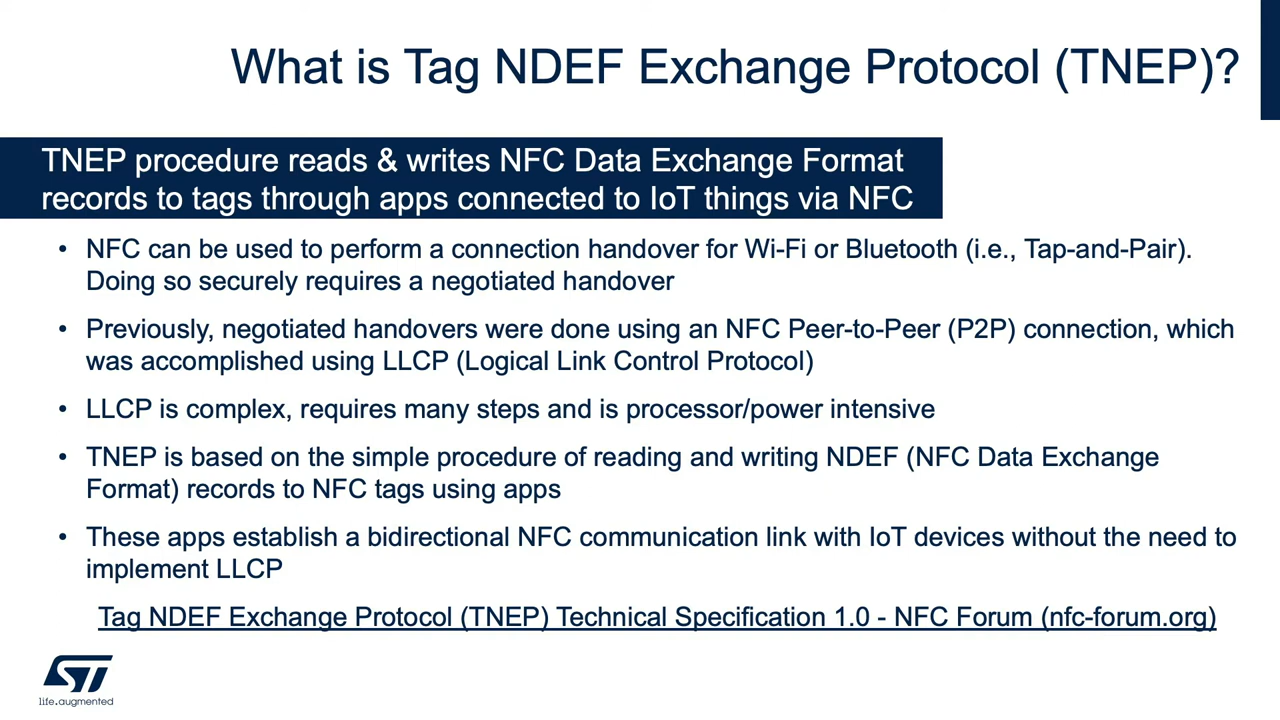 What is Tag NDEF Exchange Protocol (TNEP)?
TNEP procedure reads & writes NFC Data Exchange Format
records to tags through apps connected to IoT things via NFC
• NFC can be used to perform a connection handover for Wi-Fi or Bluetooth (i.e., Tap-and-Pair).
Doing so securely requires a negotiated handover
• Previously, negotiated handovers were done using an NFC Peer-to-Peer (P2P) connection, which
was accomplished using LLCP (Logical Link Control Protocol)
• LLCP is complex, requires many steps and is processor/power intensive
• TNEP is based on the simple procedure of reading and writing NDEF (NFC Data Exchange
Format) records to NFC tags using apps
• These apps establish a bidirectional NFC communication link with IoT devices without the need to
implement LLCP
Tag NDEF Exchange Protocol (TNEP) Technical Specification 1.0 - NFC Forum (nfc-forum.org)
ST
life.augmented